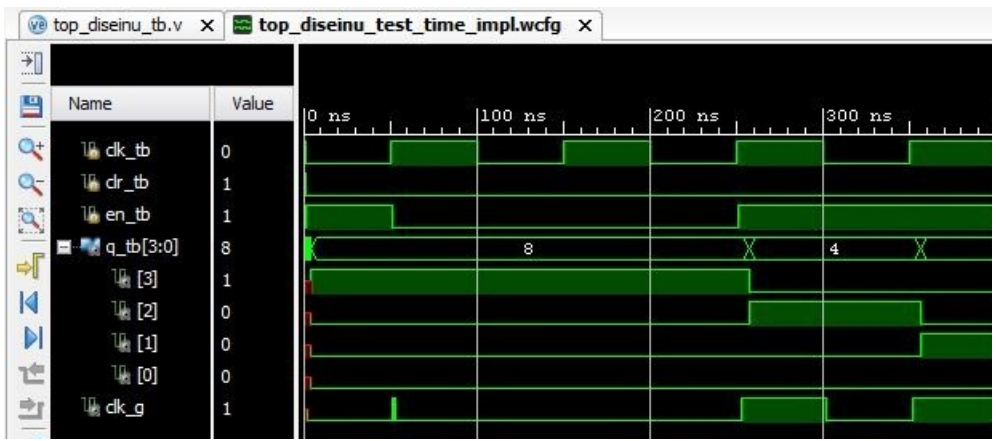 top_diseinu_tb.v X top_diseinu_test_time_impl.wcfg X
Name Value
0 ns 100 ns 200 ns 300 ns
clk_tb 0
clr_tb 1
en_tb 1
q_tb[3:0] 8 8 4
[3] 1
[2] 0
[1] 0
[0] 0
clk_g 1